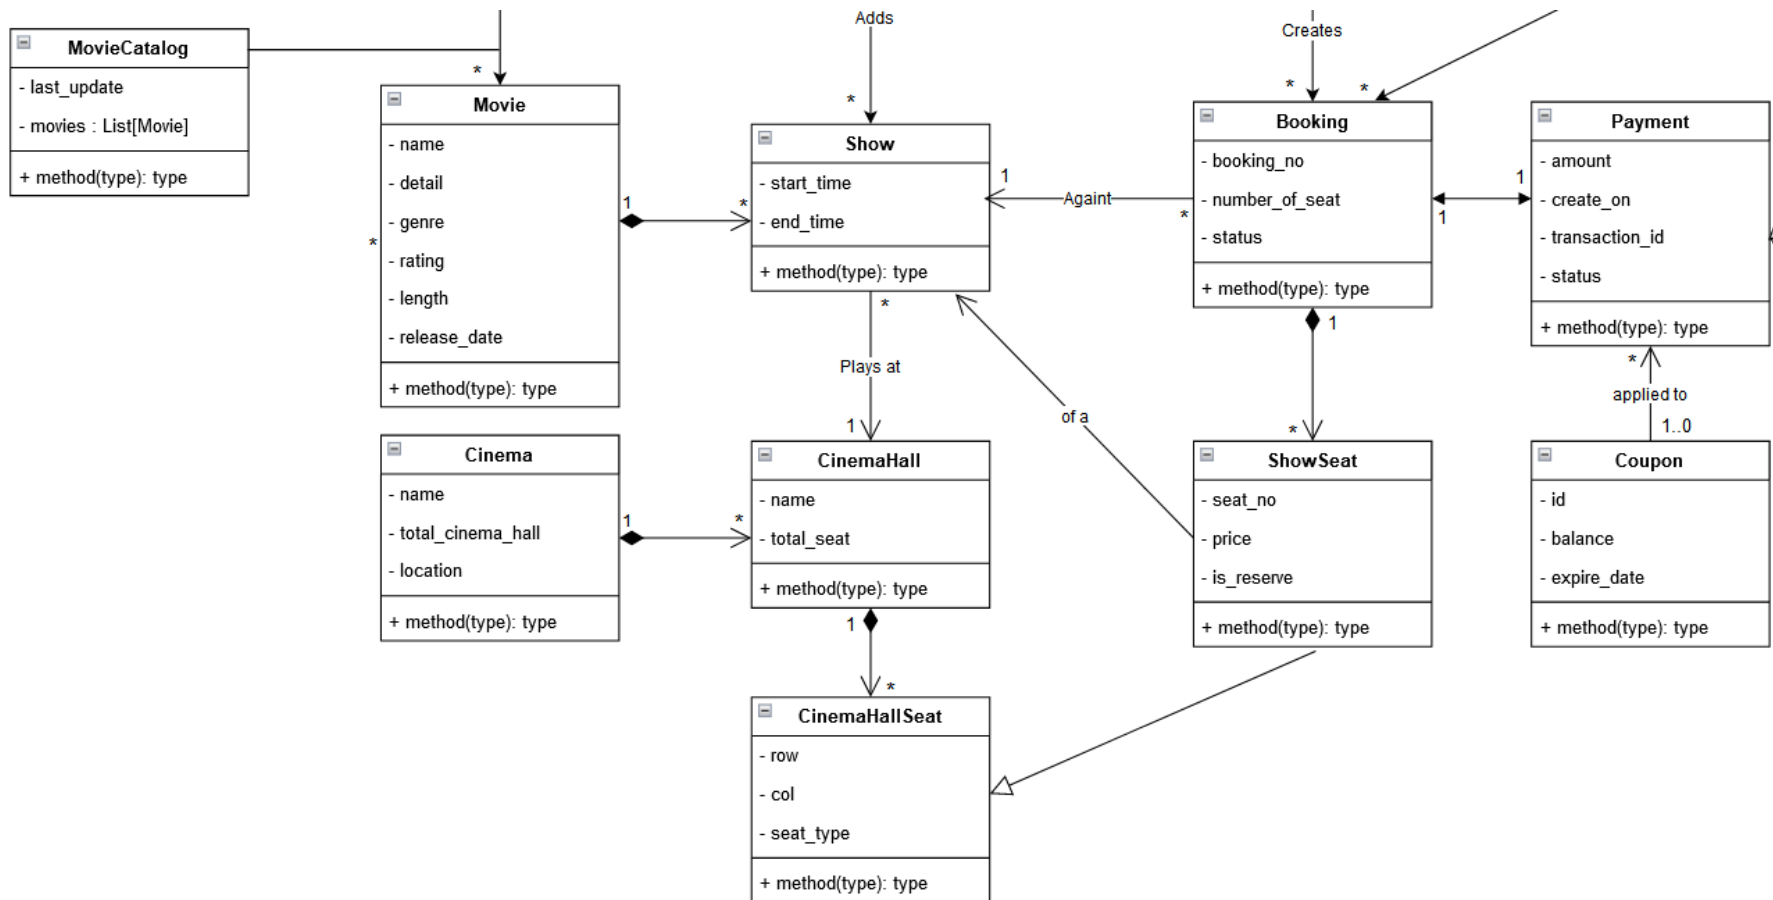 MovieCatalog
- last_update
- movies : List[Movie]
+ method(type): type
*
Movie
- name
- detail
- genre
- rating
- length
- release_date
+ method(type): type
*
1
*
Adds
*
Show
- start_time
- end_time
+ method(type): type
*
Plays at
1
1
Againt
*
Creates
*
*
Booking
- booking_no
- number_of_seat
- status
+ method(type): type
1
1
Payment
- amount
- create_on
- transaction_id
- status
+ method(type): type
*
applied to
1..0
1
*
of a
Cinema
- name
- total_cinema_hall
- location
+ method(type): type
1
*
CinemaHall
- name
- total_seat
+ method(type): type
1
*
ShowSeat
- seat_no
- price
- is_reserve
+ method(type): type
Coupon
- id
- balance
- expire_date
+ method(type): type
CinemaHallSeat
- row
- col
- seat_type
+ method(type): type